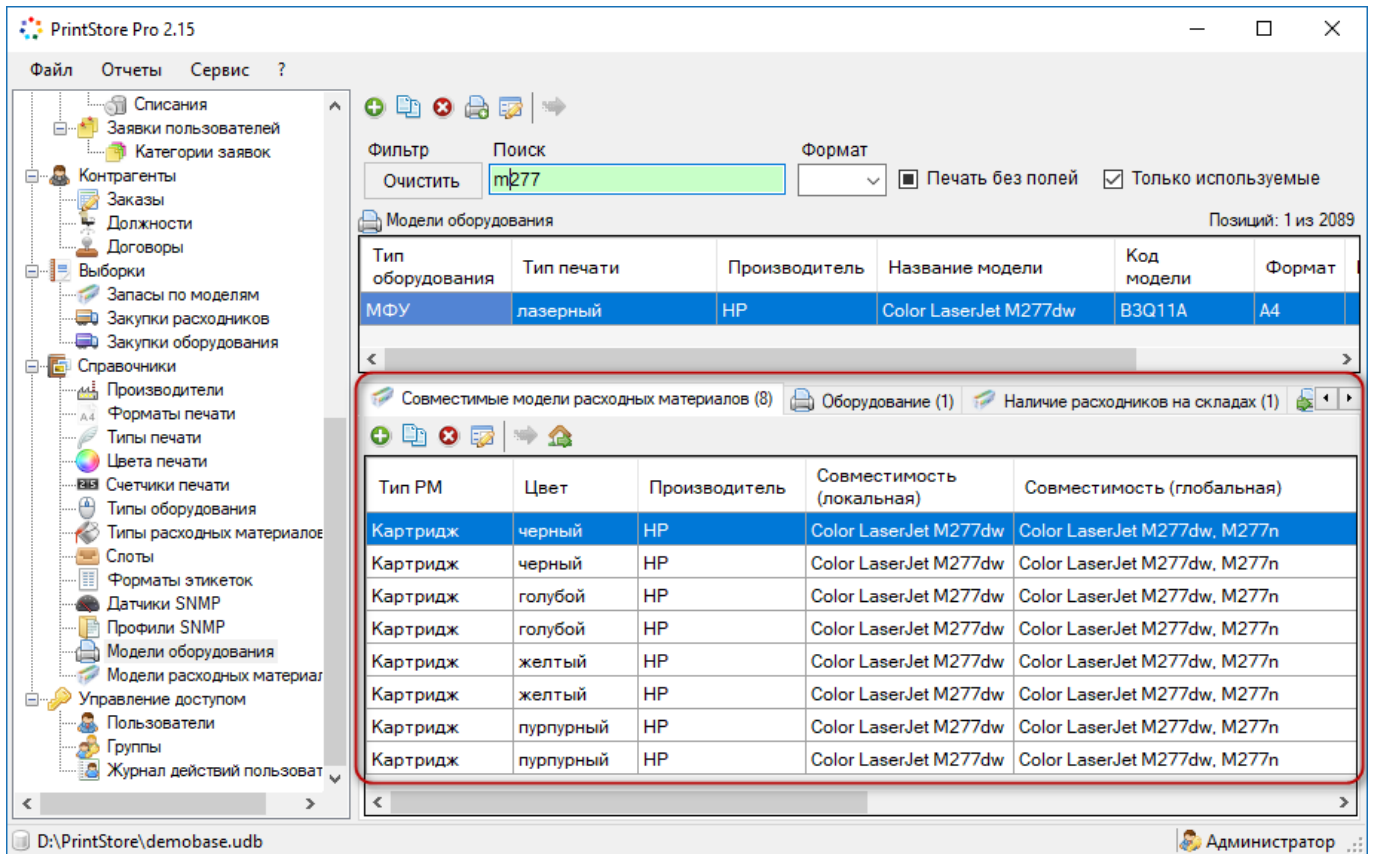 PrintStore Pro 2.15
Файл Отчеты Сервис ?
Списания
Заявки пользователей
Категории заявок
Контрагенты
Заказы
Должности
Договоры
Выборки
Запасы по моделям
Закупки расходников
Закупки оборудования
Справочники
Производители
Форматы печати
Типы печати
Цвета печати
Счетчики печати
Типы оборудования
Типы расходных материалов
Слоты
Форматы этикеток
Датчики SNMP
Профили SNMP
Модели оборудования
Модели расходных материал
Управление доступом
Пользователи
Группы
Журнал действий пользоват
Фильтр Поиск Формат
Очистить m277 Печать без полей Только используемые
Модели оборудования Позиций: 1 из 2089
Тип оборудования Тип печати Производитель Название модели Код модели Формат
МФУ лазерный HP Color LaserJet M277dw B3Q11A A4
Совместимые модели расходных материалов (8) Оборудование (1) Наличие расходников на складах (1)
Тип РМ Цвет Производитель Совместимость (локальная) Совместимость (глобальная)
Картридж черный HP Color LaserJet M277dw Color LaserJet M277dw, M277n
Картридж черный HP Color LaserJet M277dw Color LaserJet M277dw, M277n
Картридж голубой HP Color LaserJet M277dw Color LaserJet M277dw, M277n
Картридж голубой HP Color LaserJet M277dw Color LaserJet M277dw, M277n
Картридж желтый HP Color LaserJet M277dw Color LaserJet M277dw, M277n
Картридж желтый HP Color LaserJet M277dw Color LaserJet M277dw, M277n
Картридж пурпурный HP Color LaserJet M277dw Color LaserJet M277dw, M277n
Картридж пурпурный HP Color LaserJet M277dw Color LaserJet M277dw, M277n
D:\PrintStore\demobase.udb Администратор